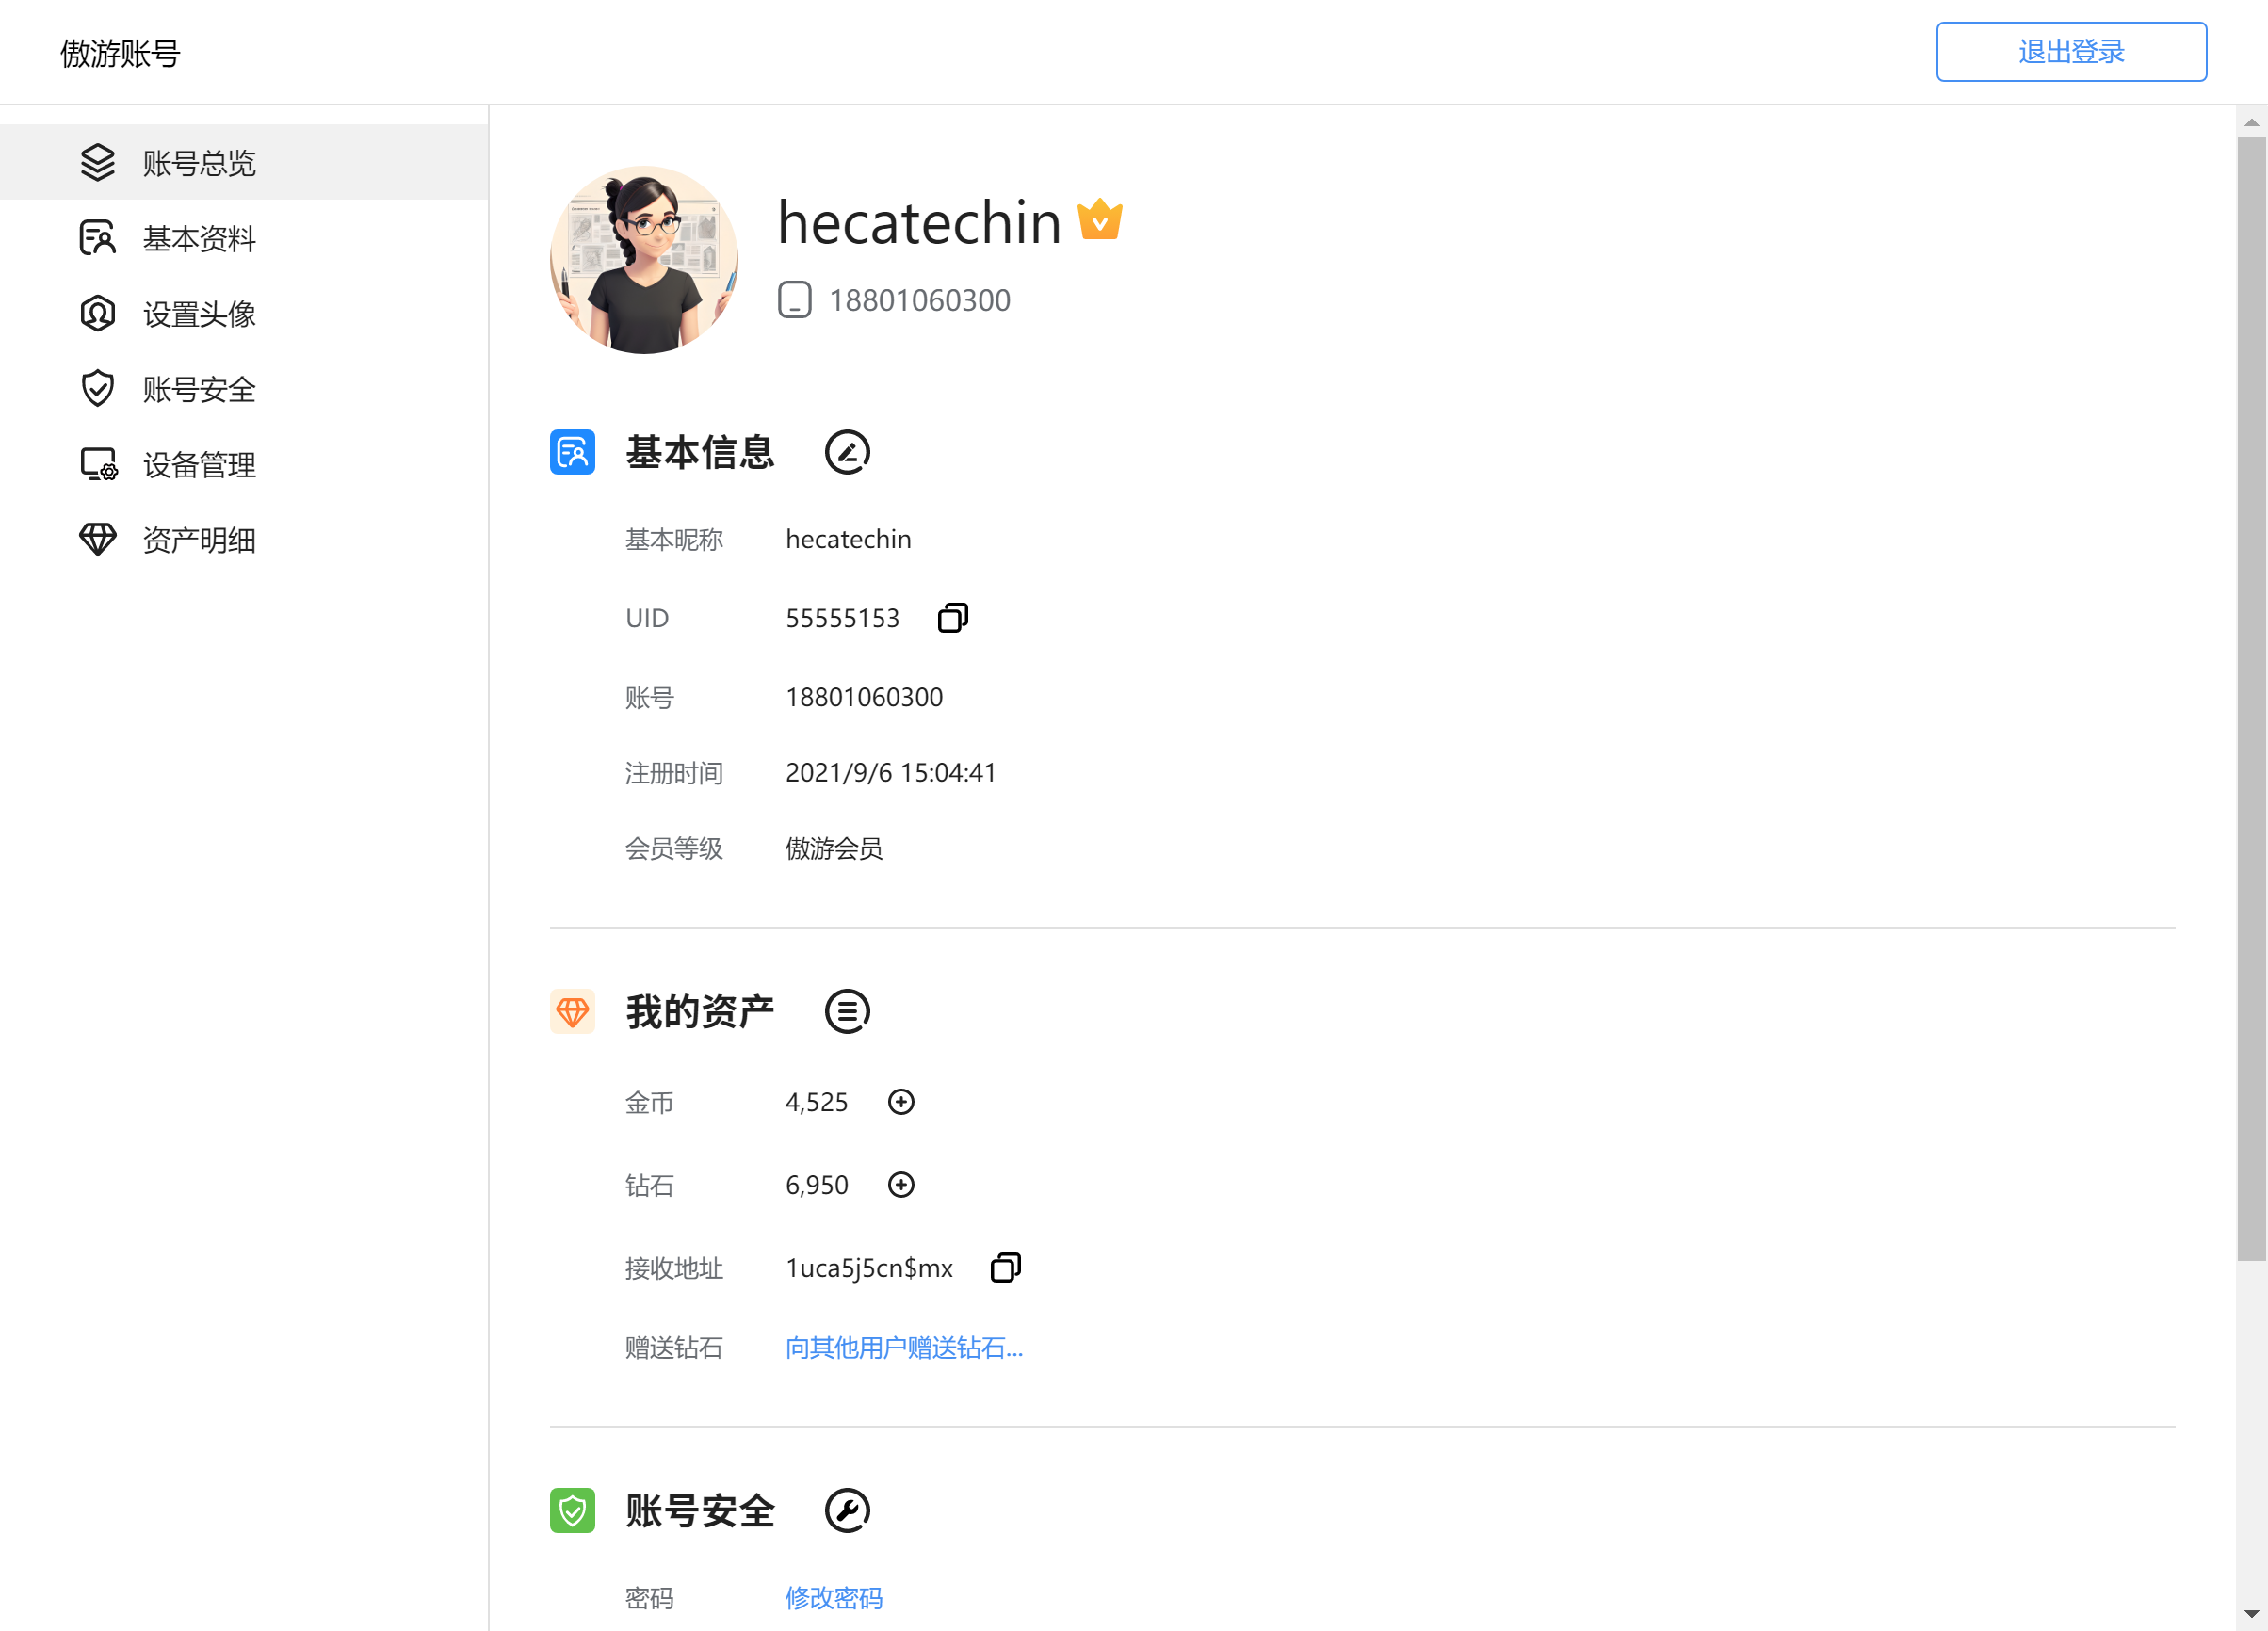 傲游账号
退出登录
账号总览
基本资料
设置头像
账号安全
设备管理
资产明细
hecatechin
18801060300
基本信息
基本昵称 hecatechin
UID 55555153
账号 18801060300
注册时间 2021/9/6 15:04:41
会员等级 傲游会员
我的资产
金币 4,525
钻石 6,950
接收地址 1uca5j5cn$mx
赠送钻石 向其他用户赠送钻石...
账号安全
密码 修改密码